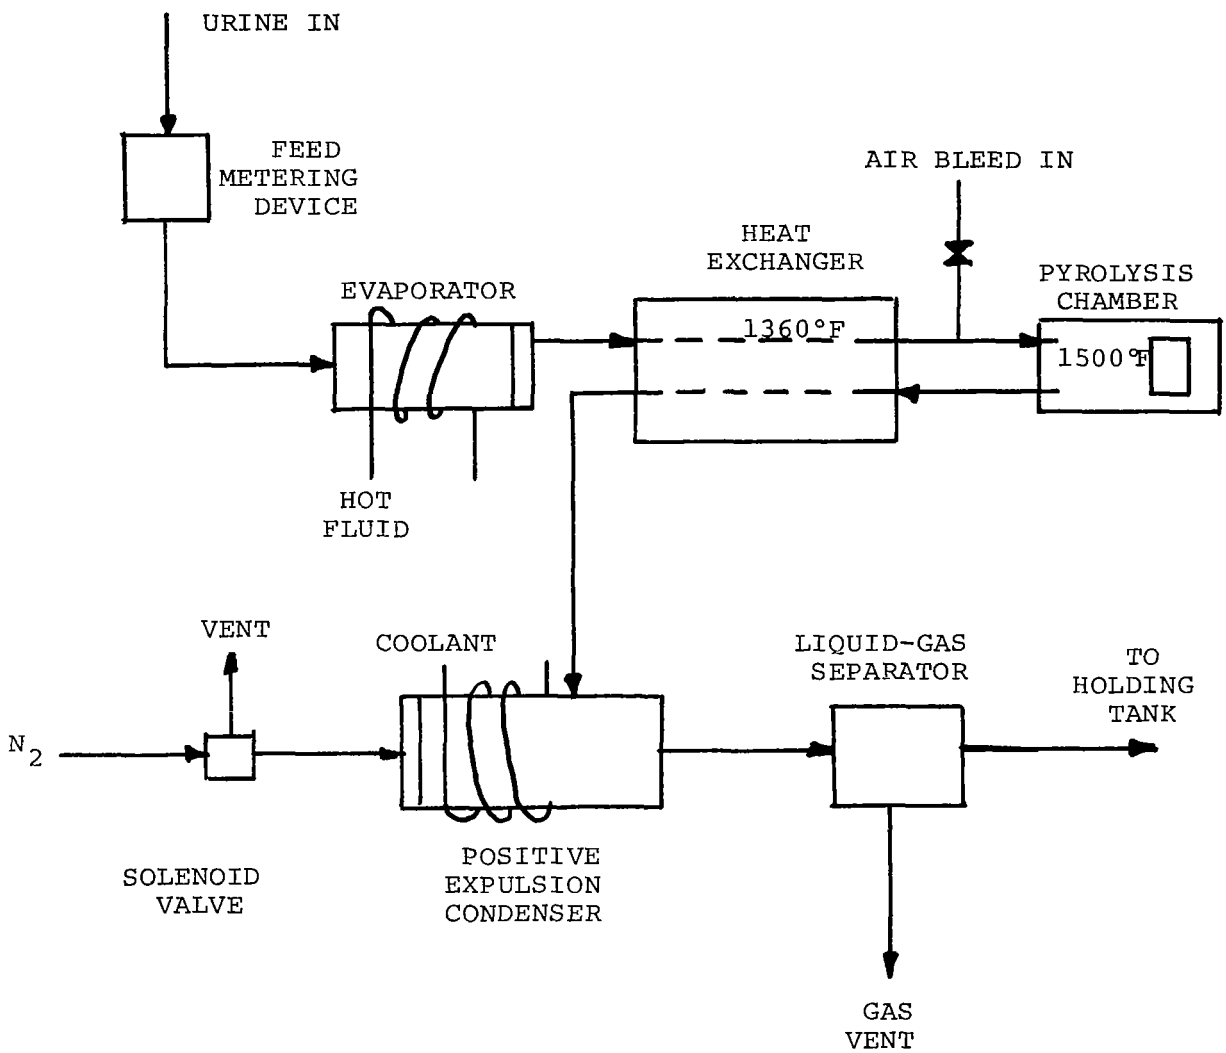 URINE IN
FEED
METERING
DEVICE
AIR BLEED IN
HEAT
EXCHANGER
PYROLYSIS
CHAMBER
EVAPORATOR
1360°F
1500°F
HOT
FLUID
VENT
COOLANT
LIQUID-GAS
SEPARATOR
TO
HOLDING
TANK
N2
POSITIVE
EXPULSION
CONDENSER
SOLENOID
VALVE
GAS
VENT